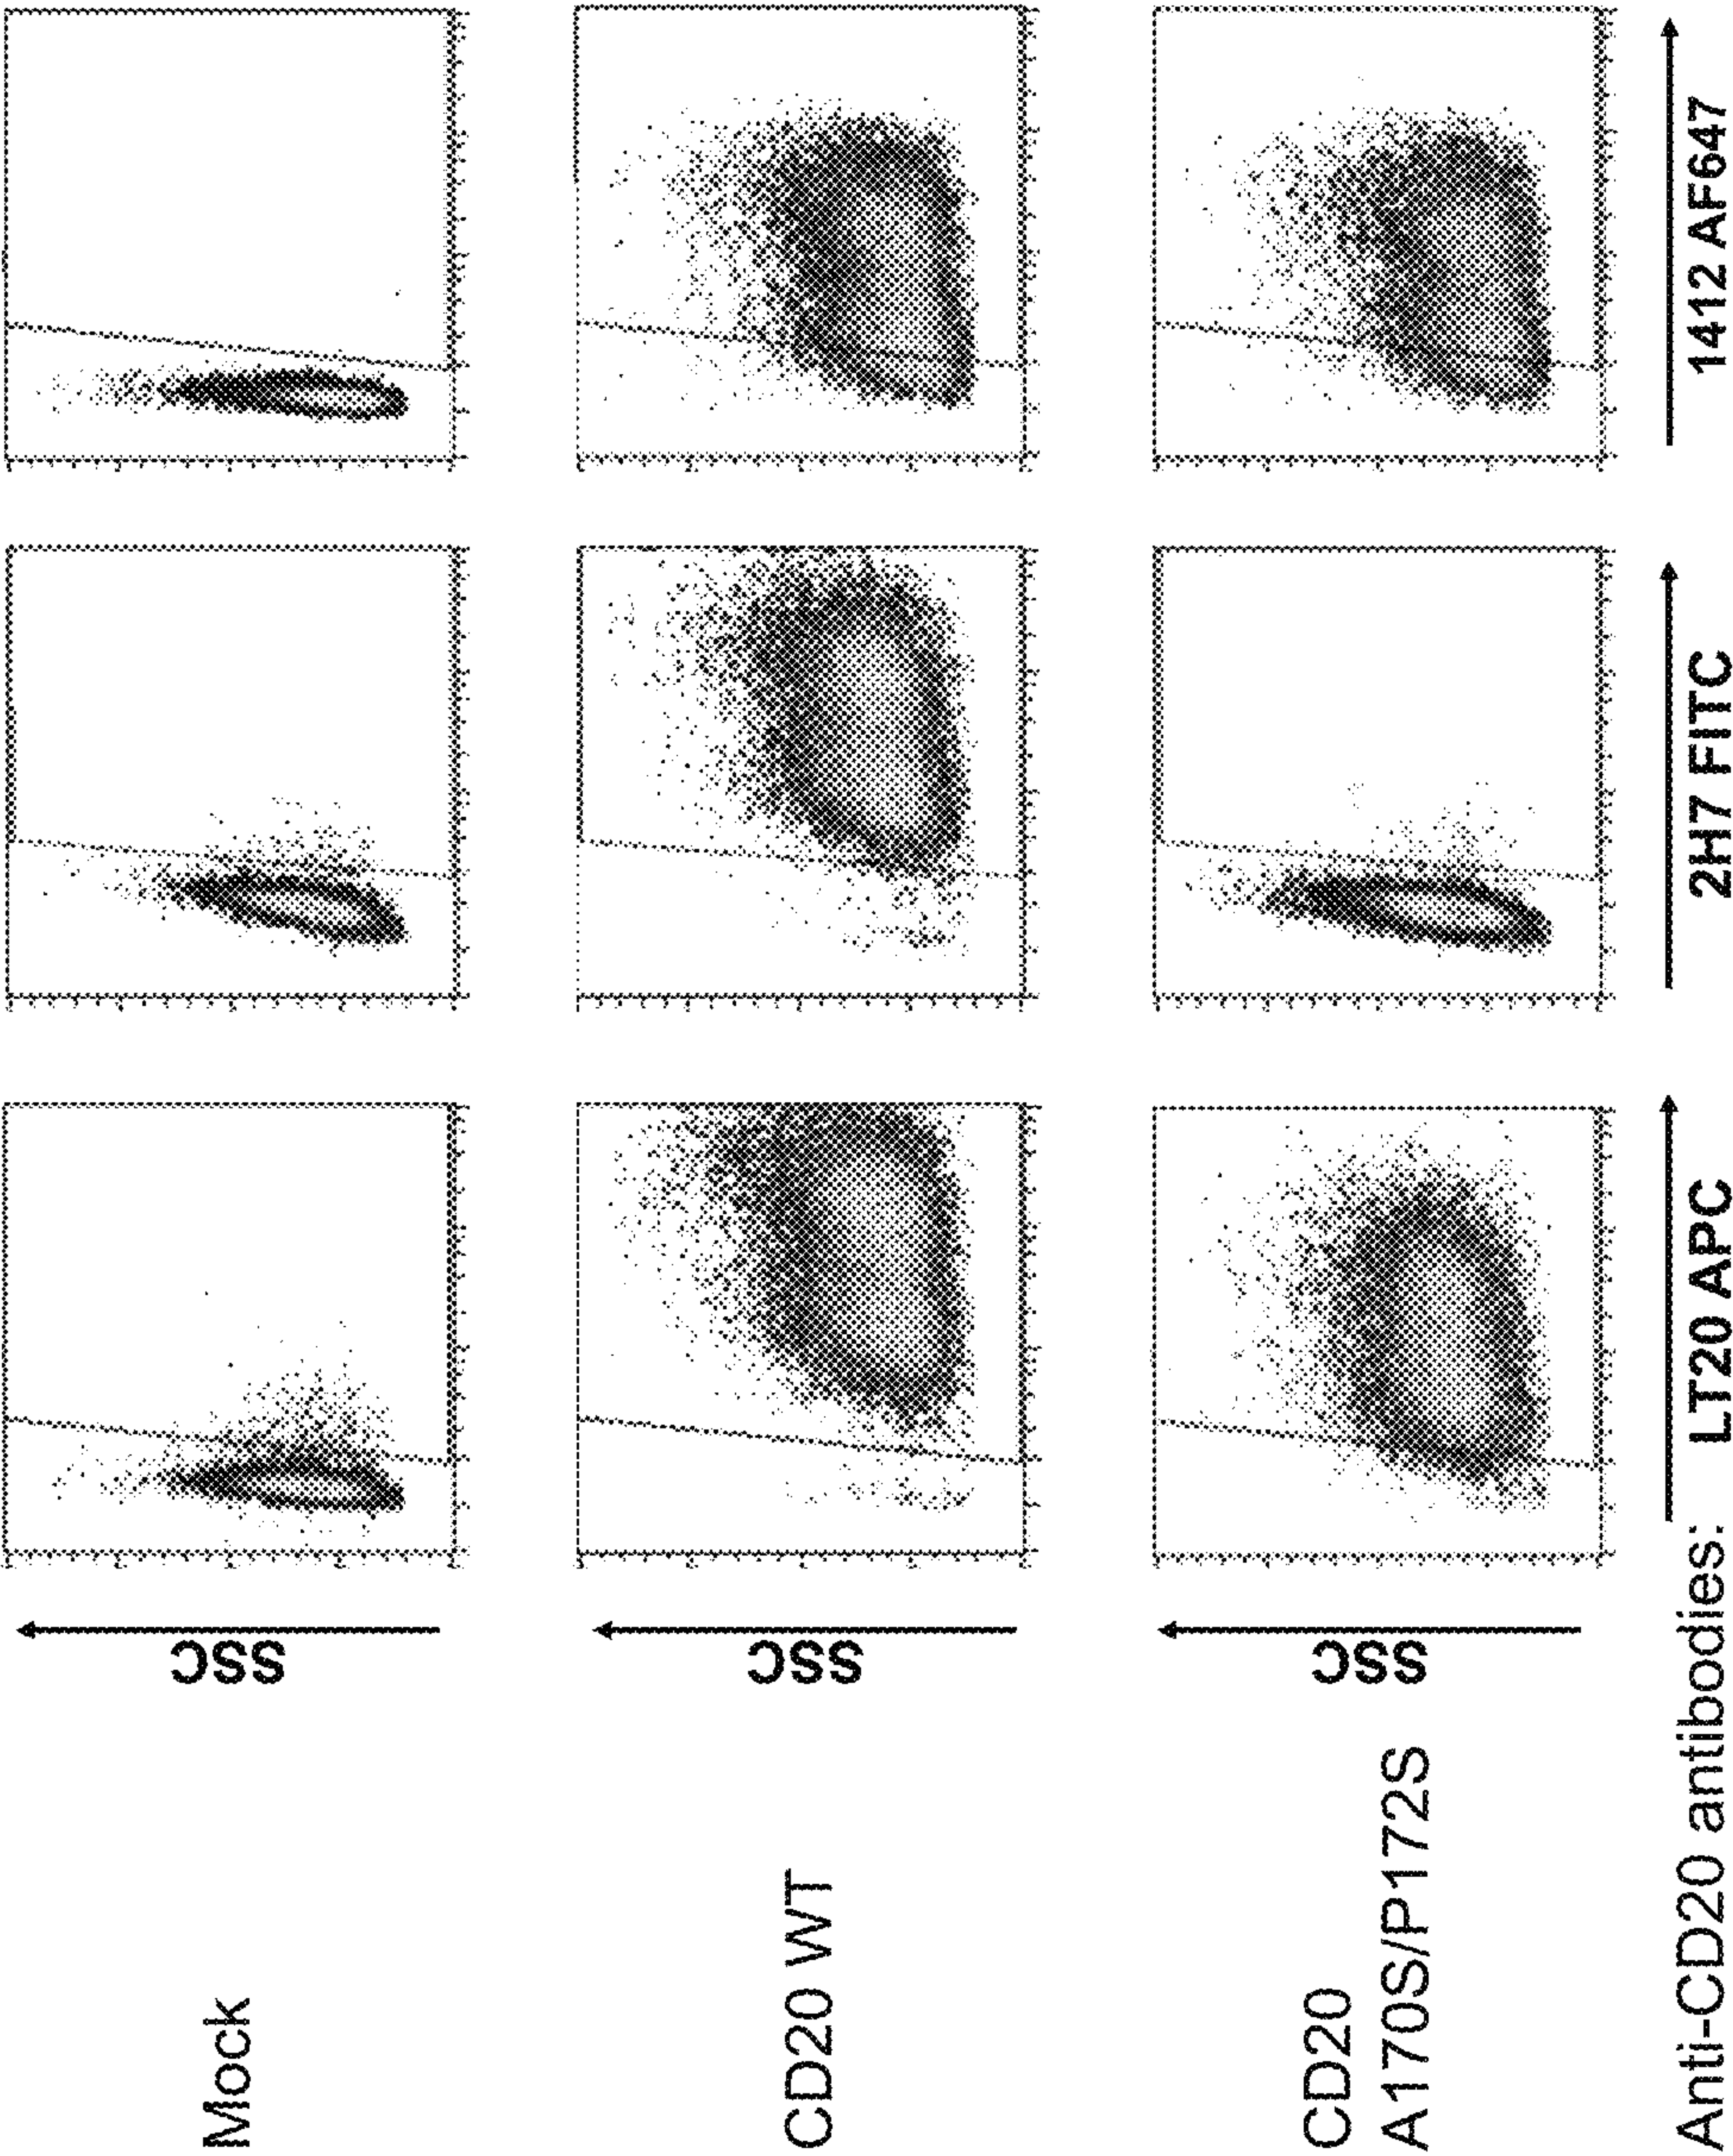 Mock
SSC
CD20 WT
SSC
CD20
A170S/P172S
SSC
Anti-CD20 antibodies: LT20 APC 2H7 FITC 1412 AF647